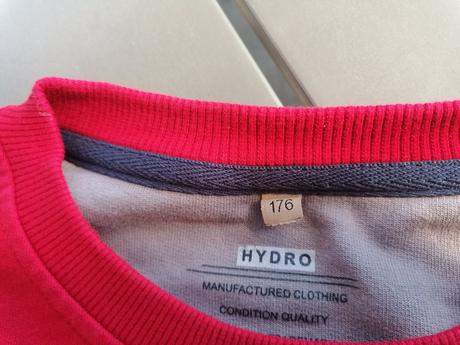 176
HYDRO
MANUFACTURED CLOTHING
CONDITION QUALITY